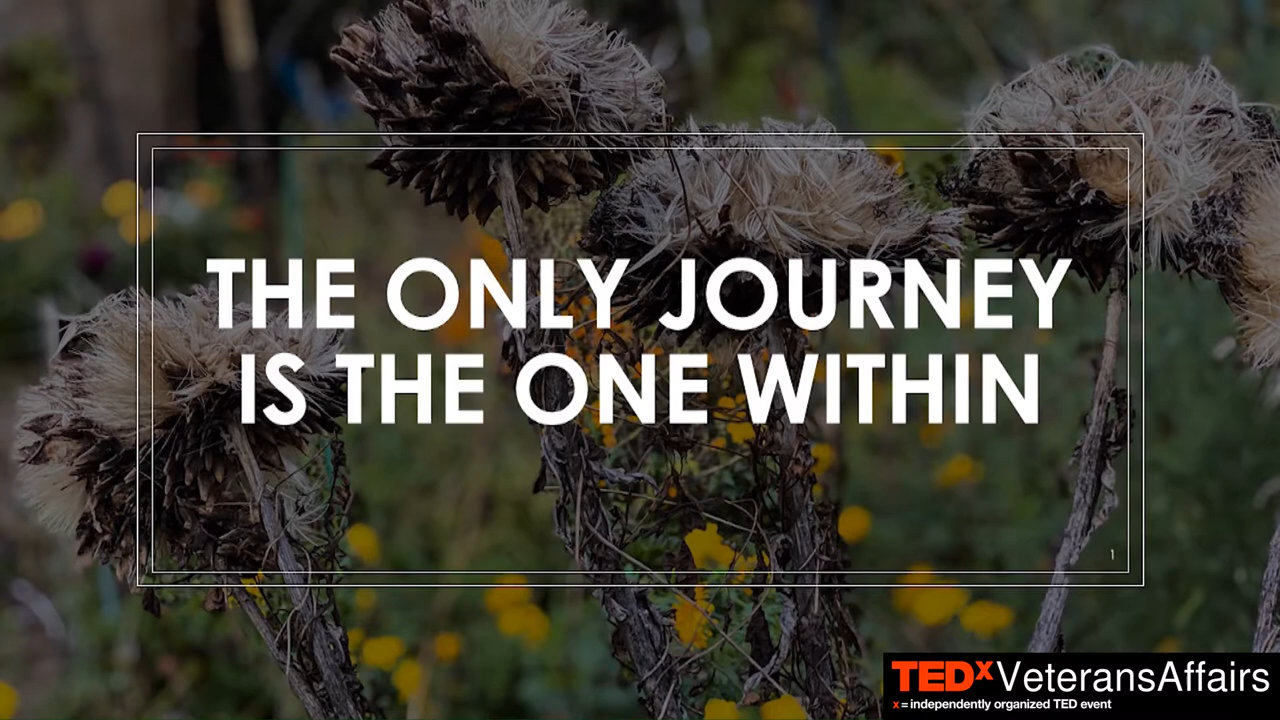 THE ONLY JOURNEY
IS THE ONE WITHIN
1
TEDxVeteransAffairs
x = independently organized TED event